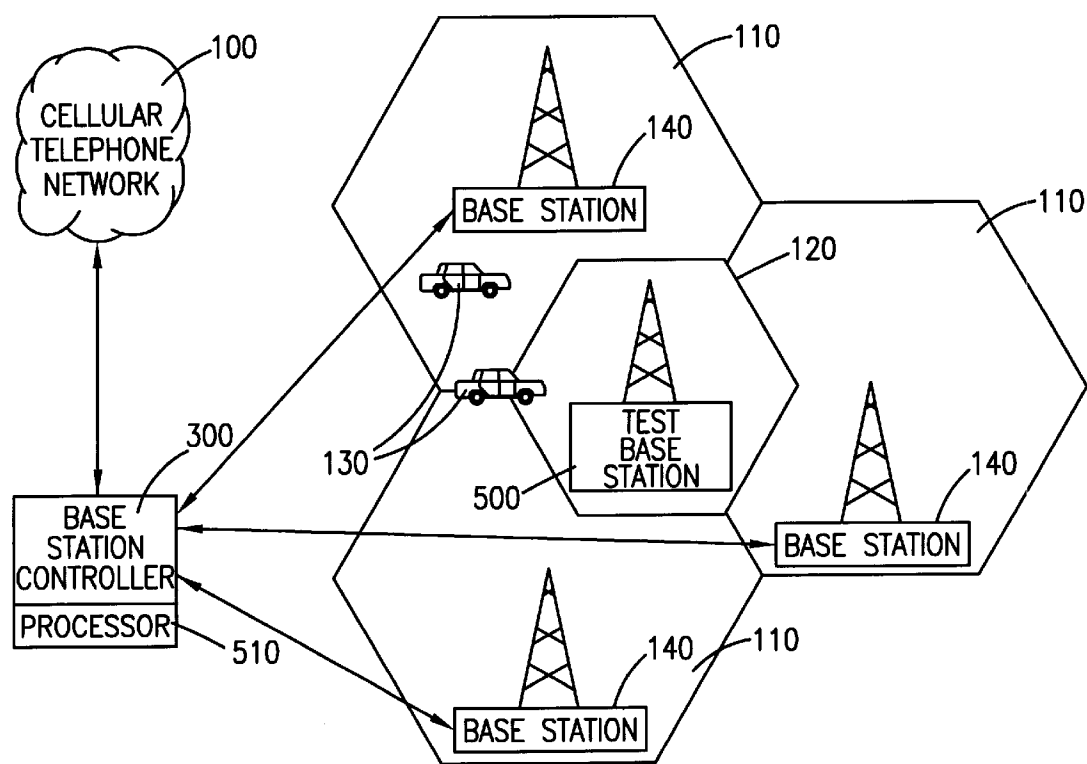 100
CELLULAR
TELEPHONE
NETWORK
110
140
BASE STATION
110
120
130
TEST
BASE
STATION
500
300
BASE
STATION
CONTROLLER
PROCESSOR
510
140
BASE STATION
140
110
BASE STATION